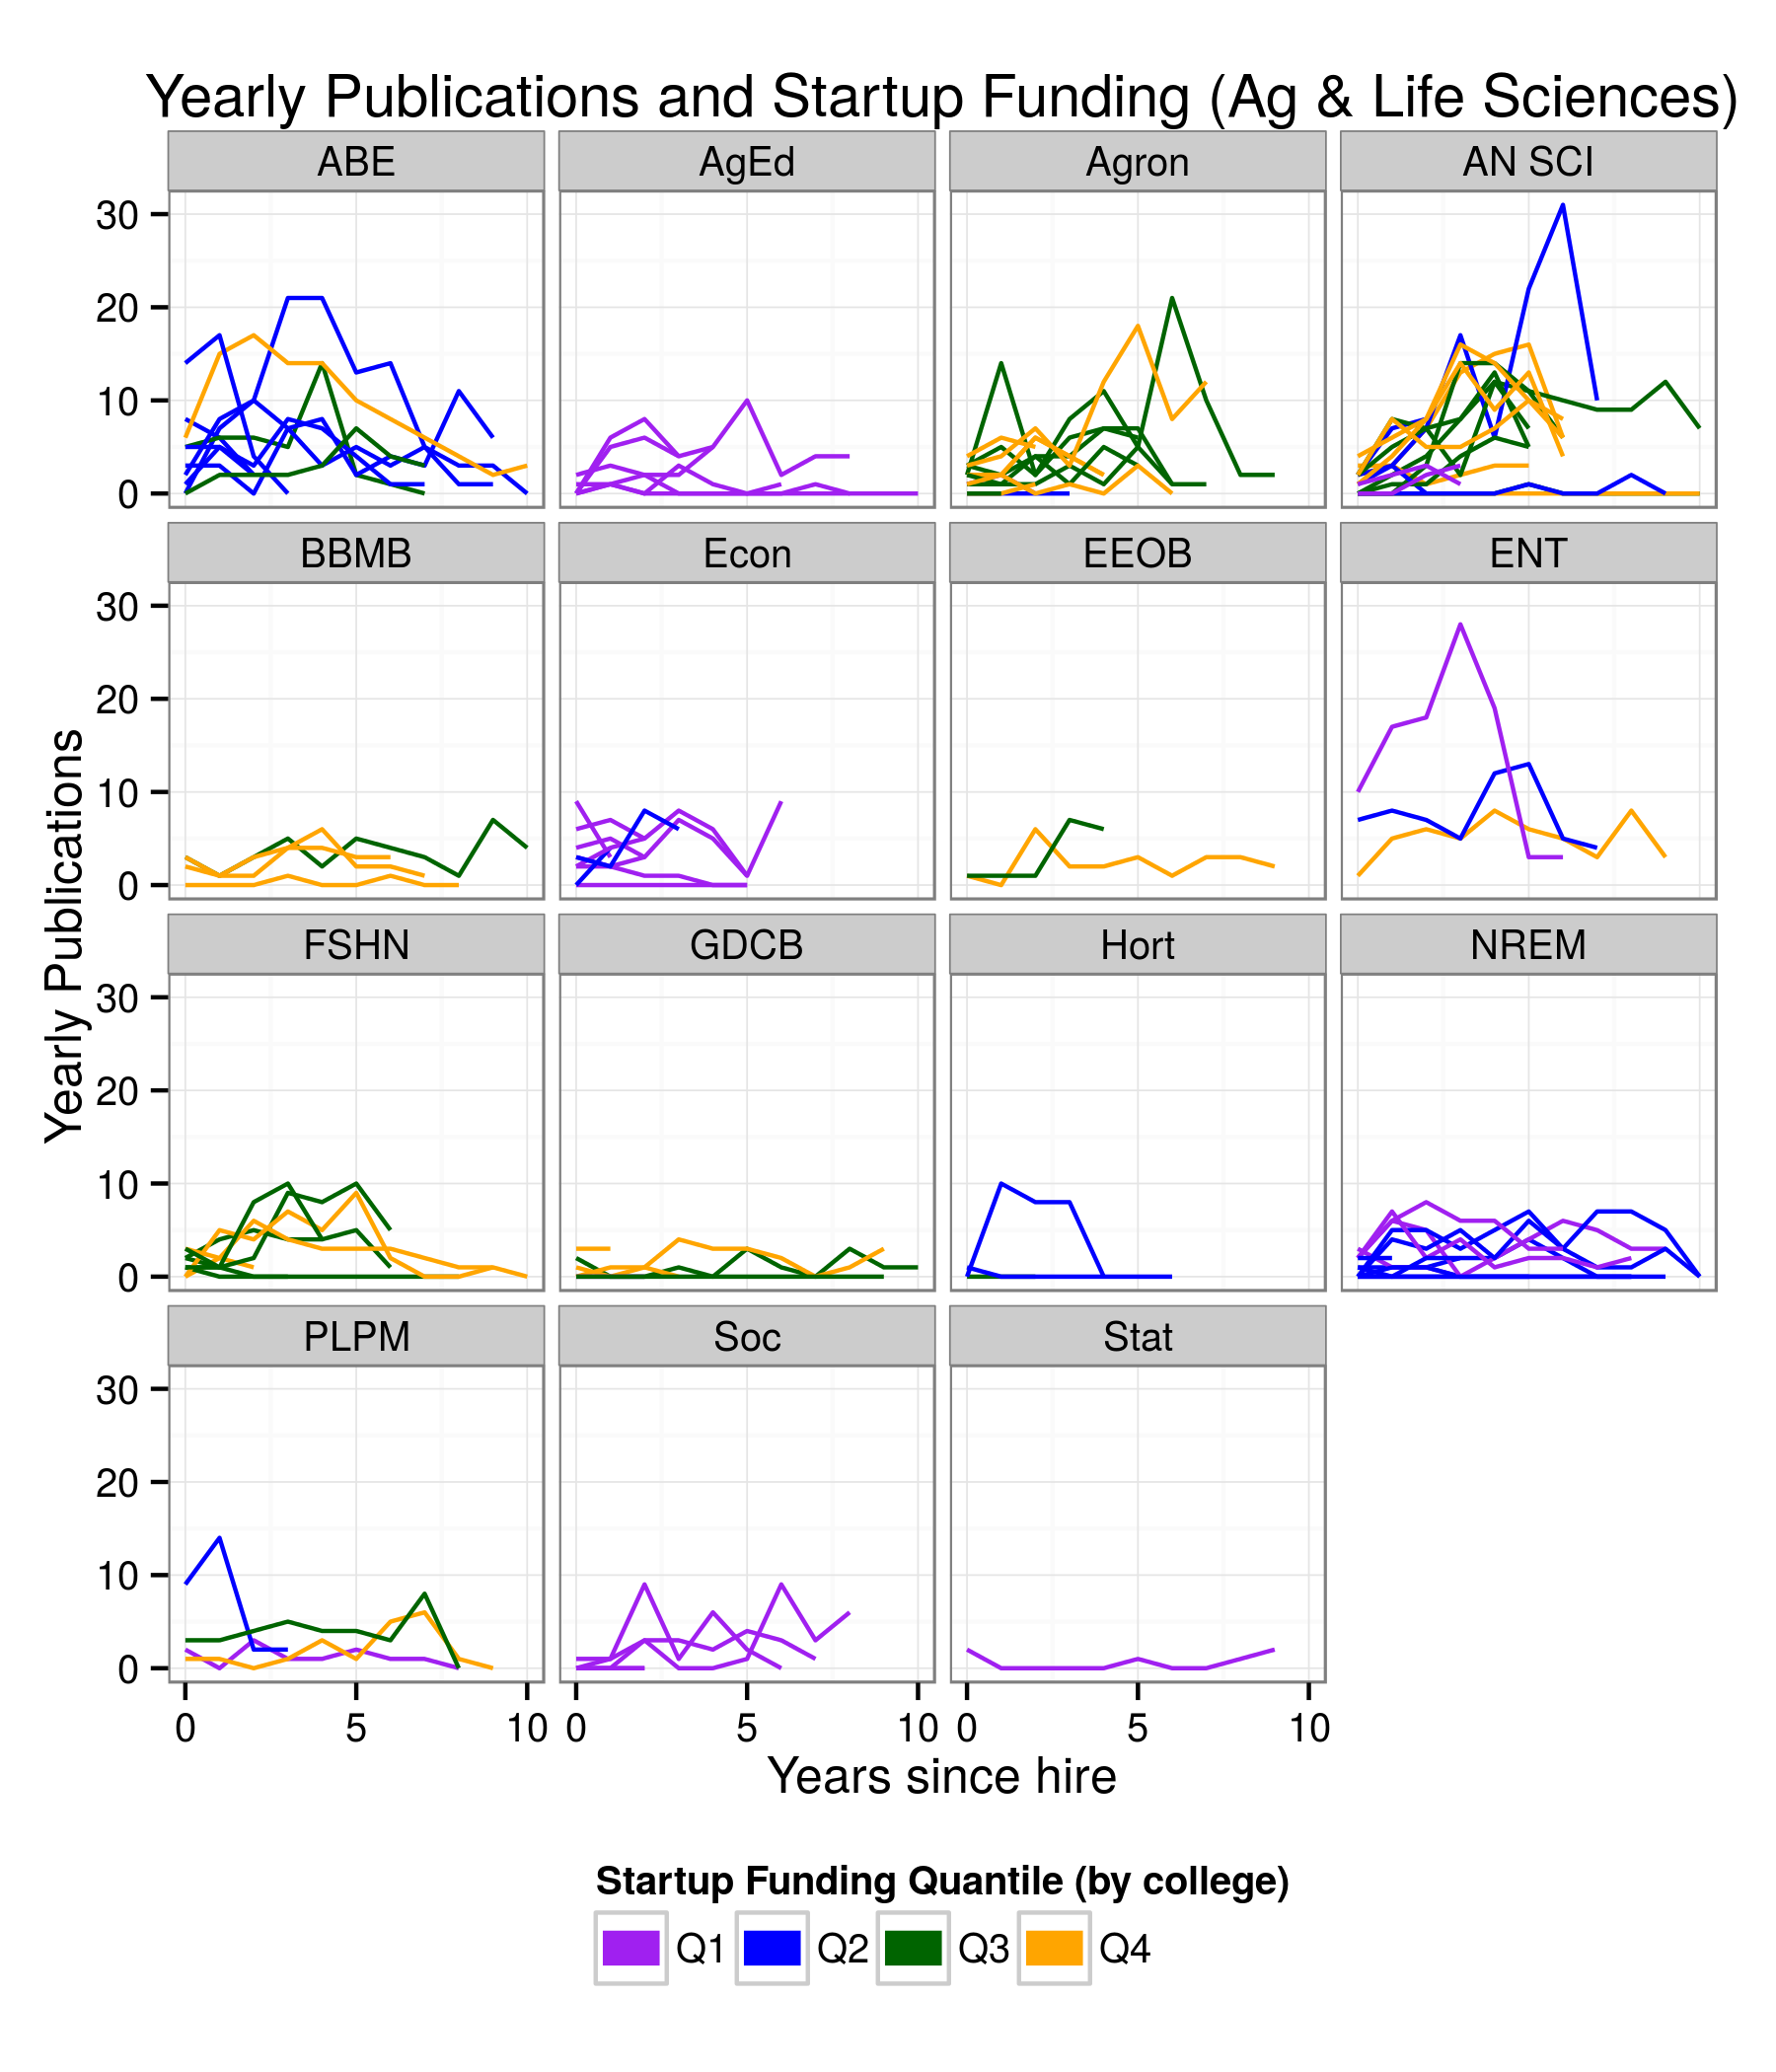 Yearly Publications and Startup Funding (Ag & Life Sciences)
ABE AgEd Agron AN SCI
30
20
10
0
BBMB Econ EEOB ENT
30
20
10
0
FSHN GDCB Hort NREM
30
20
10
0
PLPM Soc Stat
30
20
10
0
0 5 10 0 5 10 0 5 10
Yearly Publications
Years since hire
Startup Funding Quantile (by college)
Q1 Q2 Q3 Q4